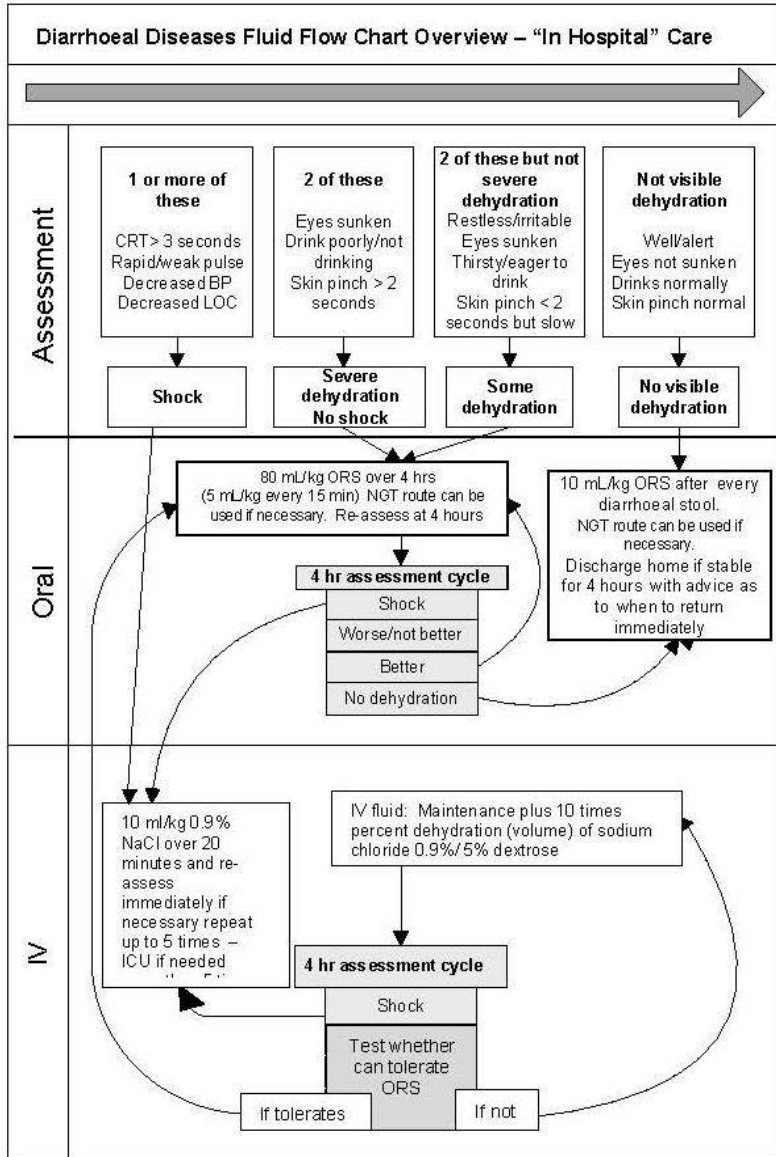 Diarrhoeal Diseases Fluid Flow Chart Overview – “In Hospital” Care
Assessment
1 or more of
these
CRT> 3 seconds
Rapid/weak pulse
Decreased BP
Decreased LOC
2 of these
Eyes sunken
Drink poorly/not
drinking
Skin pinch > 2
seconds
2 of these but not
severe
dehydration
Restless/irritable
Eyes sunken
Thirsty/eager to
drink
Skin pinch < 2
seconds but slow
Not visible
dehydration
Well/alert
Eyes not sunken
Drinks normally
Skin pinch normal
Shock
Severe
dehydration
No shock
Some
dehydration
No visible
dehydration
Oral
80 mL/kg ORS over 4 hrs
(5 mL/kg every 15 min) NGT route can be
used if necessary. Re-assess at 4 hours
10 mL/kg ORS after every
diarrhoeal stool.
NGT route can be used if
necessary.
Discharge home if stable
for 4 hours with advice as
to when to return
immediately
4 hr assessment cycle
Shock
Worse/not better
Better
No dehydration
IV
10 ml/kg 0.9%
NaCl over 20
minutes and re-
assess
immediately if
necessary repeat
up to 5 times –
ICU if needed
IV fluid: Maintenance plus 10 times
percent dehydration (volume) of sodium
chloride 0.9%/ 5% dextrose
4 hr assessment cycle
Shock
Test whether
can tolerate
ORS
If tolerates
If not